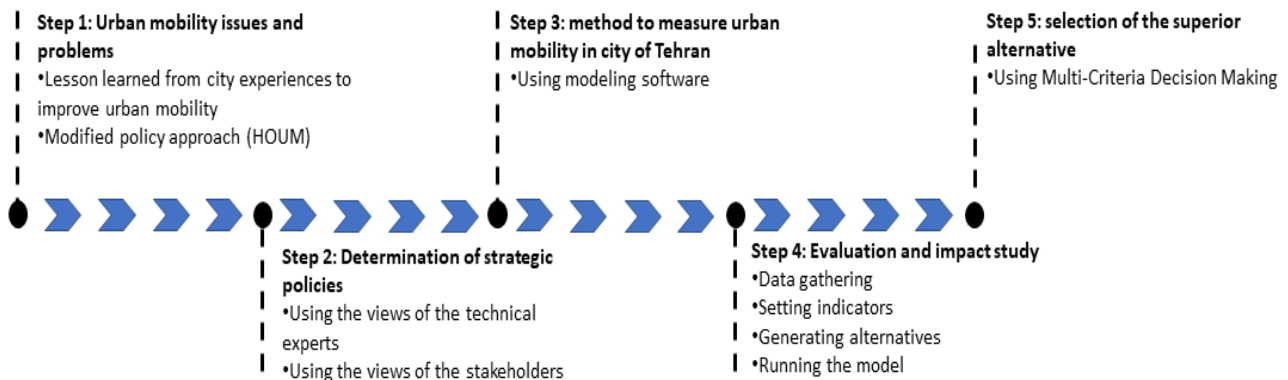 Step 1: Urban mobility issues and
problems
•Lesson learned from city experiences to
improve urban mobility
•Modified policy approach (HOUM)
Step 2: Determination of strategic
policies
•Using the views of the technical
experts
•Using the views of the stakeholders
Step 3: method to measure urban
mobility in city of Tehran
•Using modeling software
Step 4: Evaluation and impact study
•Data gathering
•Setting indicators
•Generating alternatives
•Running the model
Step 5: selection of the superior
alternative
•Using Multi-Criteria Decision Making